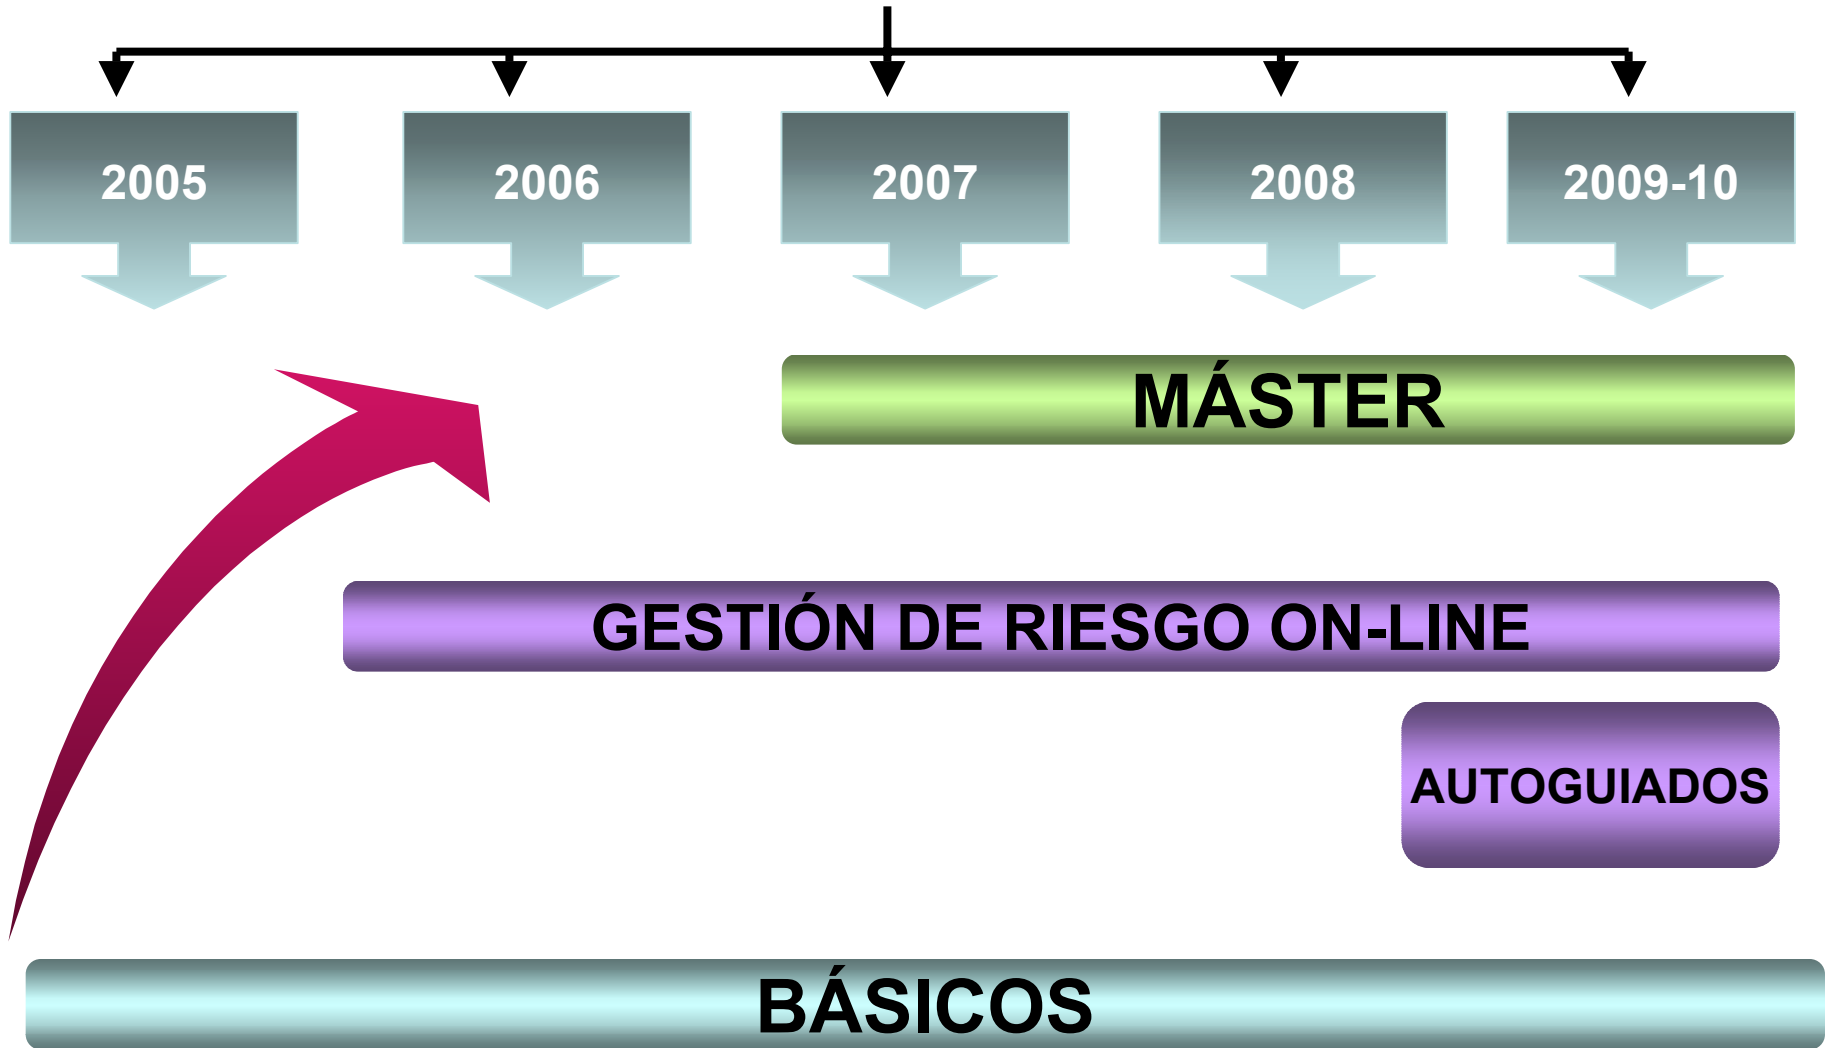 2005
2006
2007
2008
2009-10
MÁSTER
GESTIÓN DE RIESGO ON-LINE
AUTOGUIADOS
BÁSICOS